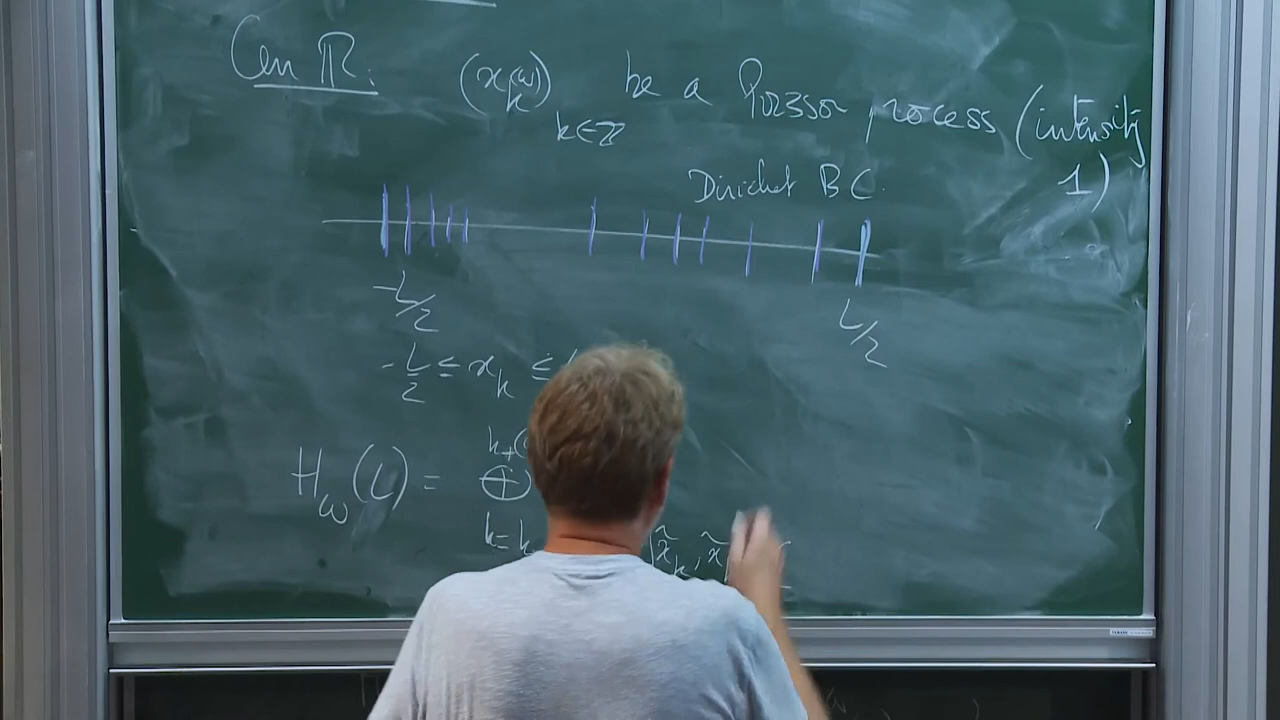 On ℝ: (x_k(ω))_{k∈ℤ} be a Poisson process (intensity 1)
Dirichlet BC.
-L/2 L/2
-L/2 ≤ x_k ≤
H_ω(L) = ⊕ k=k x̃_k, x̃